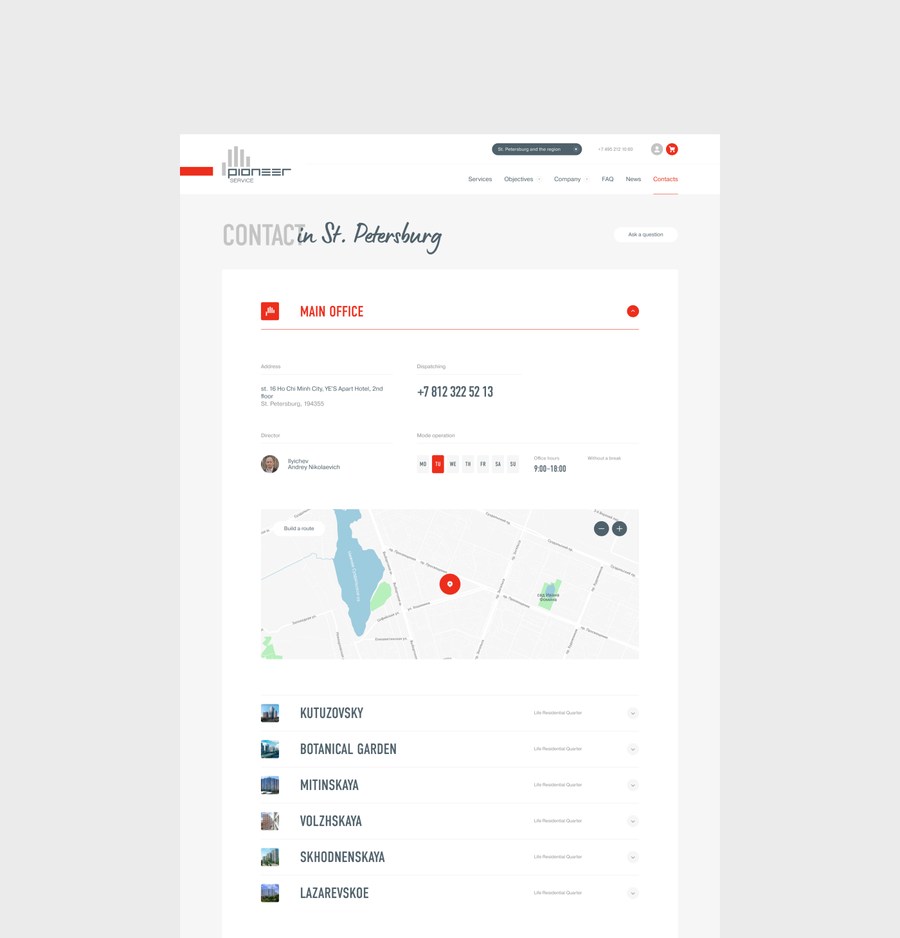 St. Petersburg and the region
+7 495 212 10 89
pioneer
SERVICE
Services Objectives Company FAQ News Contacts
CONTACT in St. Petersburg
Ask a question
MAIN OFFICE
Address
st. 16 Ho Chi Minh City, YE'S Apart Hotel, 2nd
floor
St. Petersburg, 194355
Dispatching
+7 812 322 52 13
Director
Ilyichev
Andrey Nikolaevich
Mode operation
MO TU WE TH FR SA SU
Office hours
9:00-18:00
Without a break
Build a route
KUTUZOVSKY
Life Residential Quarter
BOTANICAL GARDEN
Life Residential Quarter
MITINSKAYA
Life Residential Quarter
VOLZHSKAYA
Life Residential Quarter
SKHODNENSKAYA
Life Residential Quarter
LAZAREVSKOE
Life Residential Quarter